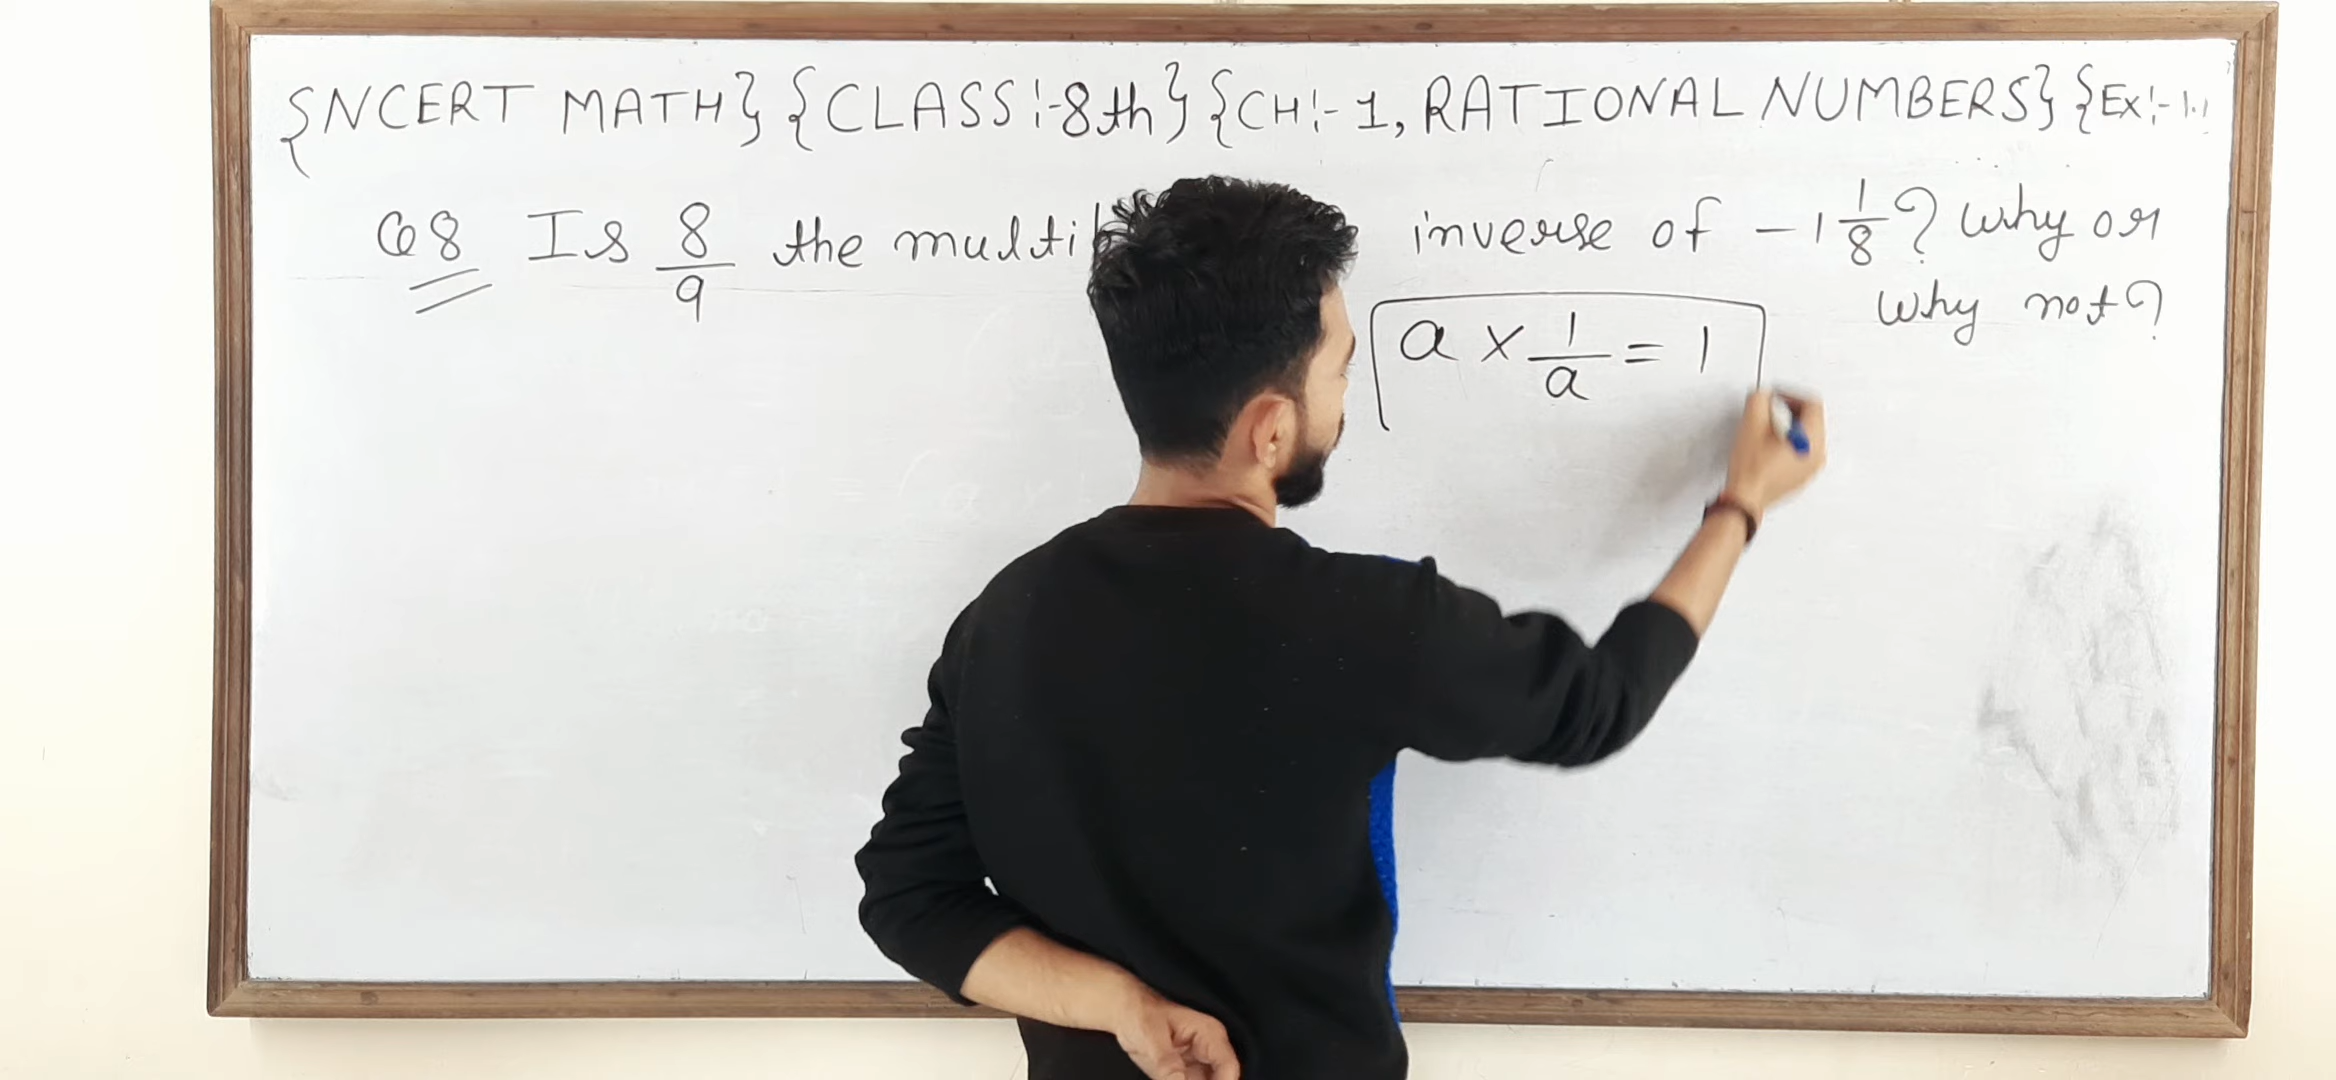 {NCERT MATH} {CLASS:-8th} {CH:-1, RATIONAL NUMBERS} {Ex:-1.1
Q8 Is 8/9 the inverse of -1 1/8? Why or
Why not?
a × 1/a = 1